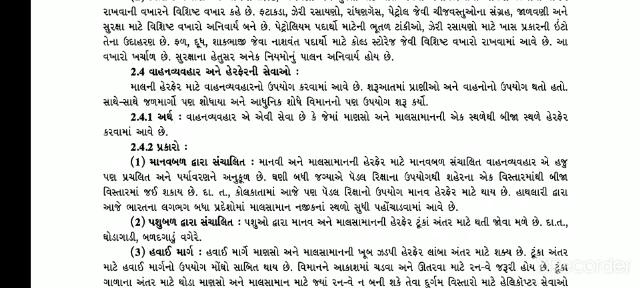 રાખવાની વખારને વિશિષ્ટ વખાર કહે છે. ફટાકડા, ઝેરી રસાયણો, રાંધણગેસ, પેટ્રોલ જેવી ચીજવસ્તુઓના સંગ્રહ, જાળવણી અને
સુરક્ષા માટે વિશિષ્ટ વખારો અનિવાર્ય બને છે. પેટ્રોલિયમ પદાર્થો માટેની ભૂતળ ટાંકીઓ, ઝેરી રસાયણો માટે ખાસ પ્રકારની ઇંટો
તેના ઉદાહરણ છે. ફળ, દૂધ, શાકભાજી જેવા નાશવંત પદાર્થો માટે કોલ્ડ સ્ટોરેજ જેવી વિશિષ્ટ વખારો રાખવામાં આવે છે. આ
વખારો ખર્ચાળ છે. સુરક્ષાના હેતુસર અનેક નિયમોનું પાલન અનિવાર્ય હોય છે.
2.4 વાહનવ્યવહાર અને હેરફેરની સેવાઓ :
માલની હેરફેર માટે વાહનવ્યવહારનો ઉપયોગ કરવામાં આવે છે. શરૂઆતમાં પ્રાણીઓ અને વાહનોનો ઉપયોગ થતો હતો.
સાથે-સાથે જળમાર્ગો પણ શોધાયા અને આધુનિક શોધે વિમાનનો પણ ઉપયોગ શરૂ કર્યો.
2.4.1 અર્થ : વાહનવ્યવહાર એ એવી સેવા છે કે જેમાં માણસો અને માલસામાનની એક સ્થળેથી બીજા સ્થળે હેરફેર
કરવામાં આવે છે.
2.4.2 પ્રકારો :
(1) માનવબળ દ્વારા સંચાલિત : માનવી અને માલસામાનની હેરફેર માટે માનવબળ સંચાલિત વાહનવ્યવહાર એ હજુ
પણ પ્રચલિત અને પર્યાવરણને અનુકૂળ છે. ઘણી બધી જગ્યાએ પેડલ રિક્ષાના ઉપયોગથી શહેરના એક વિસ્તારમાંથી બીજા
વિસ્તારમાં જઈ શકાય છે. દા. ત., કોલકાતામાં આજે પણ પેડલ રિક્ષાનો ઉપયોગ માનવ હેરફેર માટે થાય છે. હાથલારી દ્વારા
આજે ભારતના લગભગ બધા પ્રદેશોમાં માલસામાન નજીકનાં સ્થળો સુધી પહોંચાડવામાં આવે છે.
(2) પશુબળ દ્વારા સંચાલિત : પશુઓ દ્વારા માનવ અને માલસામાનની હેરફેર ટૂંકાં અંતર માટે થતી જોવા મળે છે. દા.ત.,
ઘોડાગાડી, બળદગાડું વગેરે.
(3) હવાઈ માર્ગ : હવાઈ માર્ગે માણસો અને માલસામાનની ખૂબ ઝડપી હેરફેર લાંબા અંતર માટે શક્ય છે. ટૂંકા અંતર
માટે હવાઈ માર્ગનો ઉપયોગ મોંઘો સાબિત થાય છે. વિમાનને આકાશમાં ચડવા અને ઊતરવા માટે રન-વે જરૂરી હોય છે. ટૂંકા
ગાળાના અંતર માટે થોડા માણસો અને માલસામાન માટે જ્યાં રન-વે ન બની શકે તેવા દુર્ગમ વિસ્તારો માટે હેલિકોપ્ટર સેવાઓ